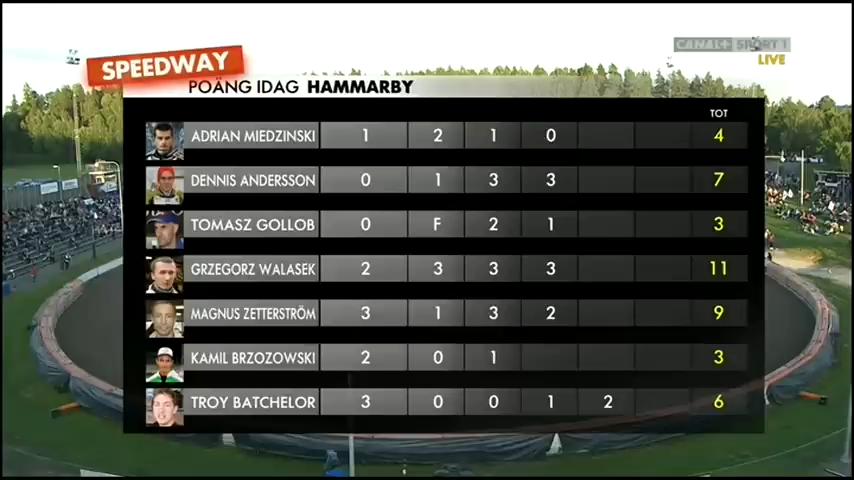 CANAL+ SPORT 1
LIVE
SPEEDWAY
POÄNG IDAG HAMMARBY
TOT
ADRIAN MIEDZINSKI 1 2 1 0 4
DENNIS ANDERSSON 0 1 3 3 7
TOMASZ GOLLOB 0 F 2 1 3
GRZEGORZ WALASEK 2 3 3 3 11
MAGNUS ZETTERSTRÖM 3 1 3 2 9
KAMIL BRZOZOWSKI 2 0 1 3
TROY BATCHELOR 3 0 0 1 2 6